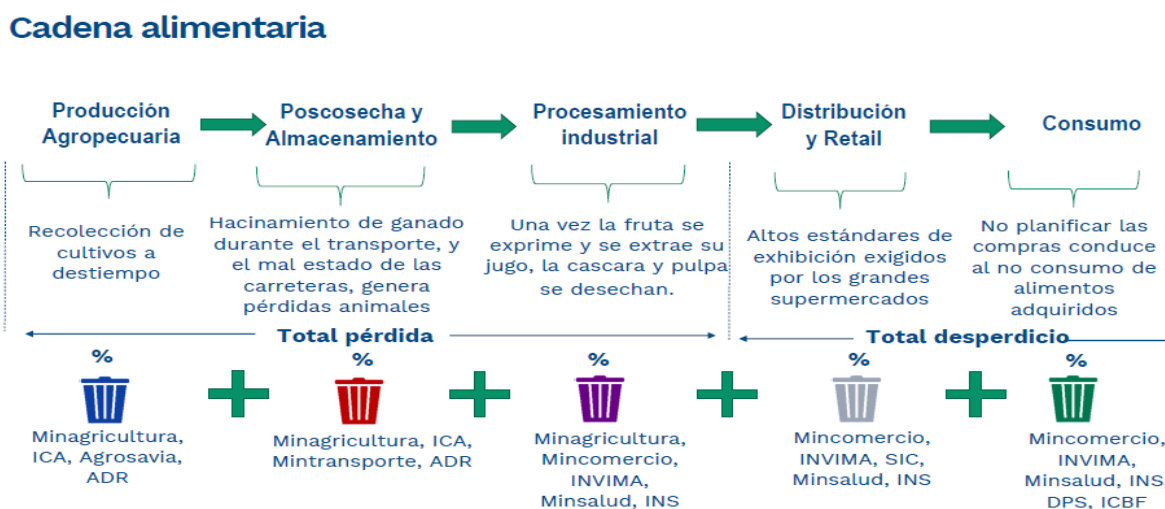 Cadena alimentaria
Producción
Agropecuaria
Poscosecha y
Almacenamiento
Procesamiento
industrial
Distribución
y Retail
Consumo
Recolección de
cultivos a
destiempo
Hacinamiento de ganado
durante el transporte, y
el mal estado de las
carreteras, genera
pérdidas animales
Una vez la fruta se
exprime y se extrae su
jugo, la cascara y pulpa
se desechan.
Altos estándares de
exhibición exigidos
por los grandes
supermercados
No planificar las
compras conduce
al no consumo de
alimentos
adquiridos
Total pérdida
Total desperdicio
%
%
%
%
%
Minagricultura,
ICA, Agrosavia,
ADR
Minagricultura, ICA,
Mintransporte, ADR
Minagricultura,
Mincomercio,
INVIMA,
Minsalud, INS
Mincomercio,
INVIMA, SIC,
Minsalud, INS
Mincomercio,
INVIMA,
Minsalud, INS,
DPS, ICBF